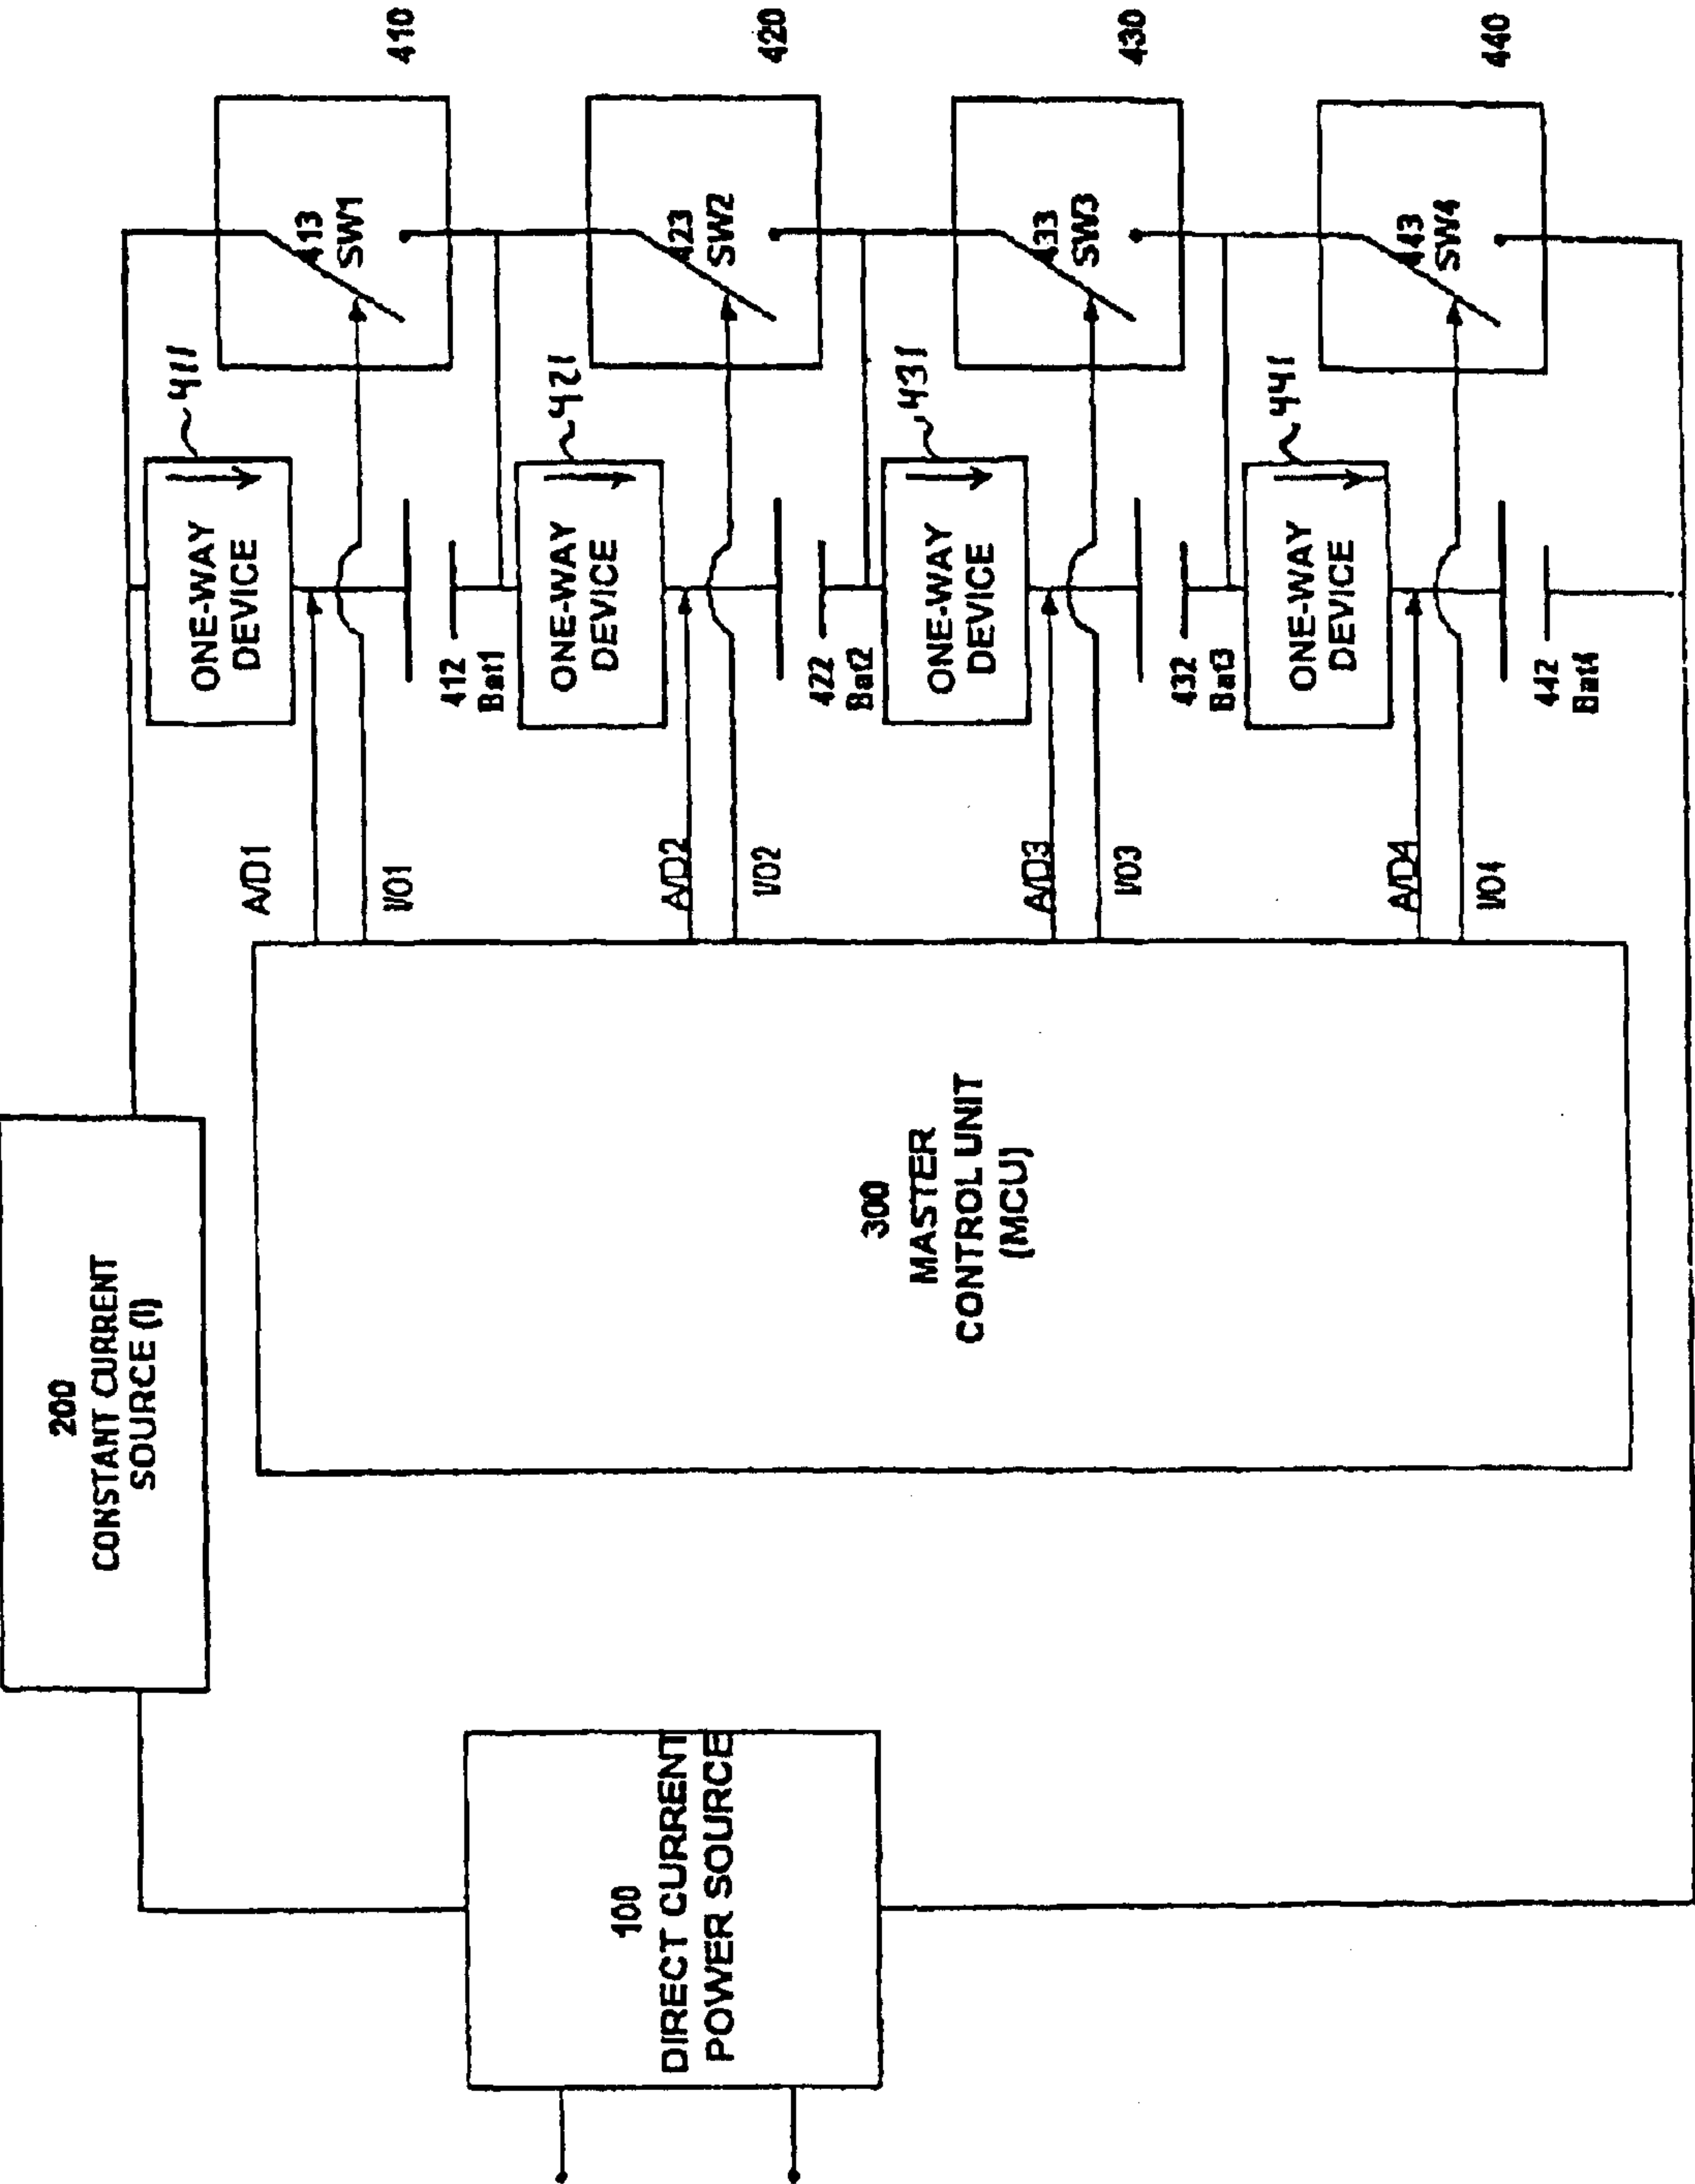 200
CONSTANT CURRENT
SOURCE (I)
100
DIRECT CURRENT
POWER SOURCE
300
MASTER
CONTROL UNIT
(MCU)
A/D1
I/O1
A/D2
I/O2
A/D3
I/O3
A/D4
I/O4
ONE-WAY
DEVICE
411
412
Bat1
413
SW1
410
ONE-WAY
DEVICE
421
422
Bat2
423
SW2
420
ONE-WAY
DEVICE
431
432
Bat3
433
SW3
430
ONE-WAY
DEVICE
441
442
Bat4
443
SW4
440